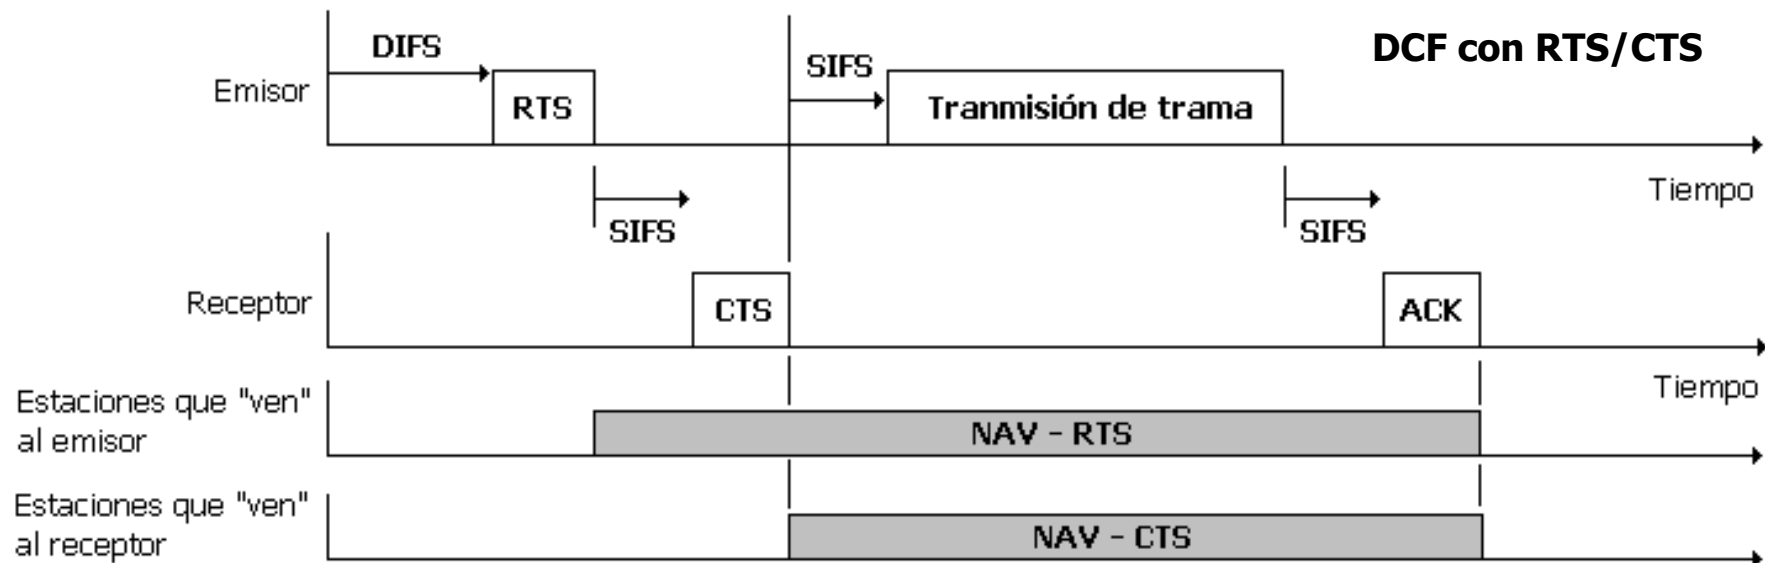 DCF con RTS/CTS
DIFS
SIFS
Emisor
RTS
Tranmisión de trama
Tiempo
SIFS
SIFS
Receptor
CTS
ACK
Tiempo
Estaciones que "ven"
al emisor
NAV - RTS
Estaciones que "ven"
al receptor
NAV - CTS